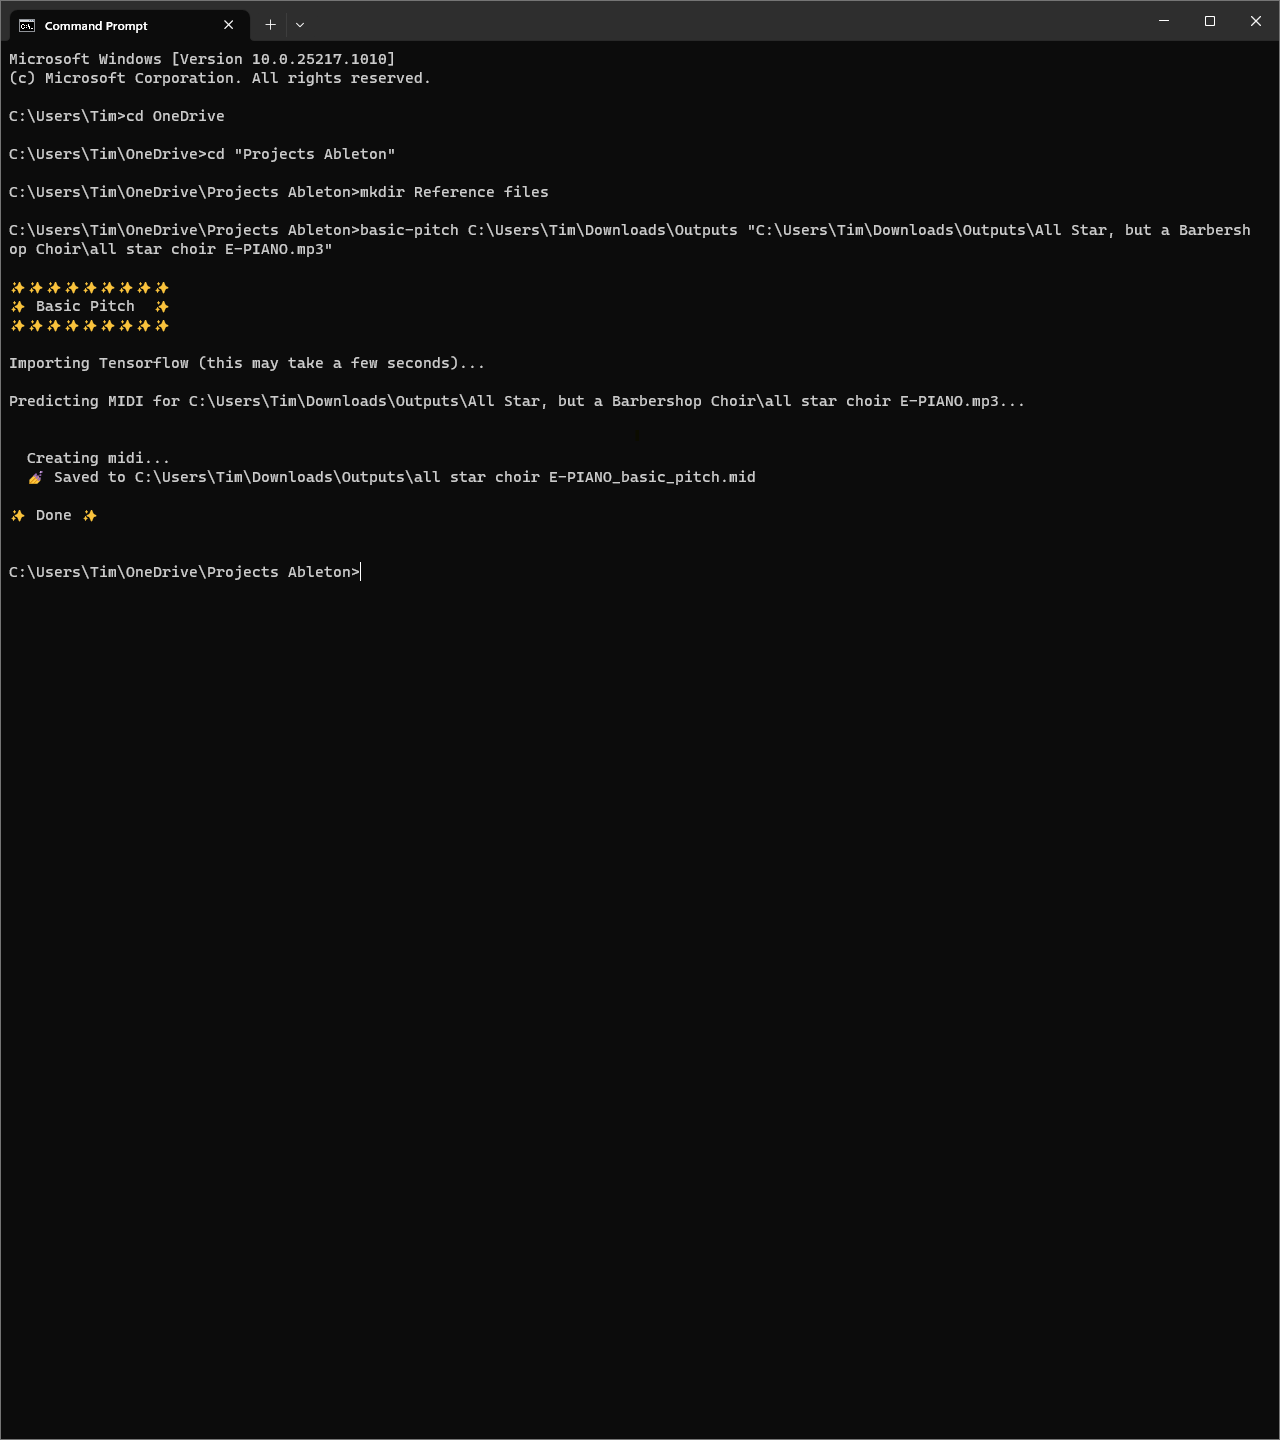 Command Prompt
Microsoft Windows [Version 10.0.25217.1010]
(c) Microsoft Corporation. All rights reserved.
C:\Users\Tim>cd OneDrive
C:\Users\Tim\OneDrive>cd "Projects Ableton"
C:\Users\Tim\OneDrive\Projects Ableton>mkdir Reference files
C:\Users\Tim\OneDrive\Projects Ableton>basic-pitch C:\Users\Tim\Downloads\Outputs "C:\Users\Tim\Downloads\Outputs\All Star, but a Barbersh
op Choir\all star choir E-PIANO.mp3"
✨✨✨✨✨✨✨✨✨
✨ Basic Pitch  ✨
✨✨✨✨✨✨✨✨✨
Importing Tensorflow (this may take a few seconds)...
Predicting MIDI for C:\Users\Tim\Downloads\Outputs\All Star, but a Barbershop Choir\all star choir E-PIANO.mp3...
Creating midi...
💅 Saved to C:\Users\Tim\Downloads\Outputs\all star choir E-PIANO_basic_pitch.mid
✨ Done ✨
C:\Users\Tim\OneDrive\Projects Ableton>